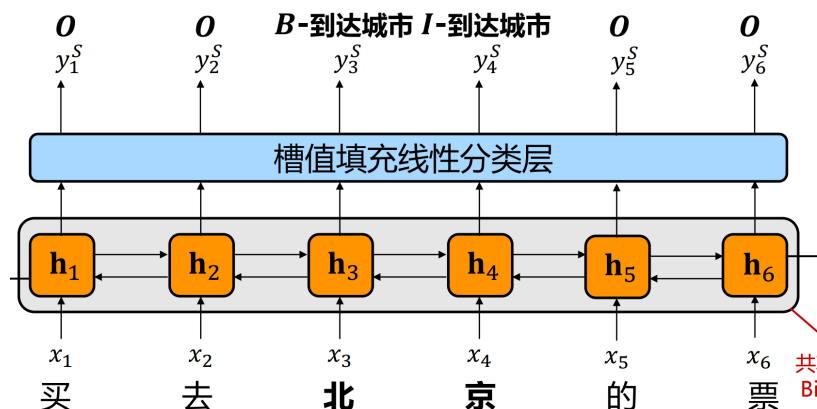 O O B-到达城市 I-到达城市 O O
y₁ˢ y₂ˢ y₃ˢ y₄ˢ y₅ˢ y₆ˢ
槽值填充线性分类层
h₁ h₂ h₃ h₄ h₅ h₆
x₁ x₂ x₃ x₄ x₅ x₆
共
Bi
买 去 北 京 的 票